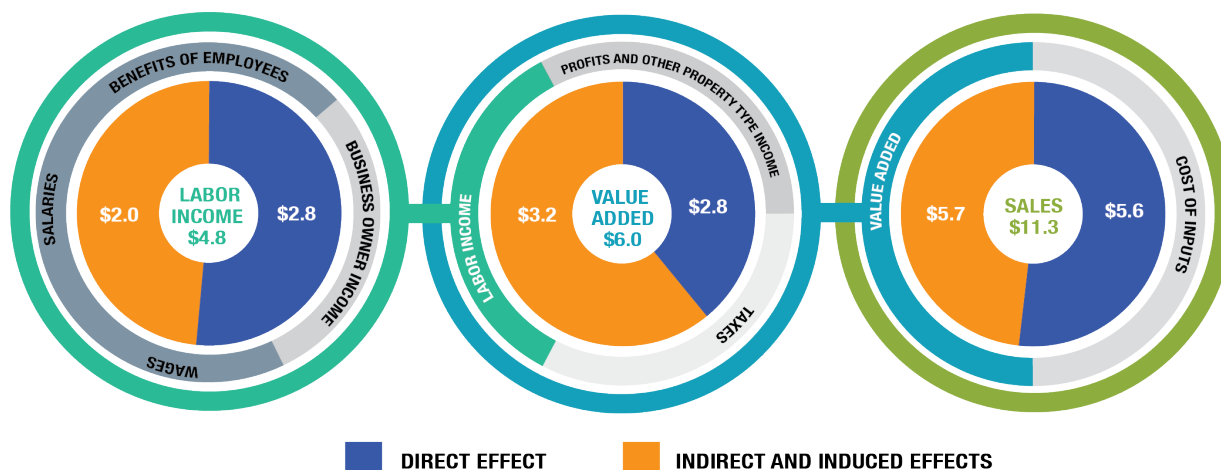 BENEFITS OF EMPLOYEES
SALARIES
WAGES
BUSINESS OWNER INCOME
$2.0
LABOR
INCOME
$4.8
$2.8
PROFITS AND OTHER PROPERTY TYPE INCOME
LABOR INCOME
TAXES
$3.2
VALUE
ADDED
$6.0
$2.8
VALUE ADDED
COST OF INPUTS
$5.7
SALES
$11.3
$5.6
DIRECT EFFECT
INDIRECT AND INDUCED EFFECTS